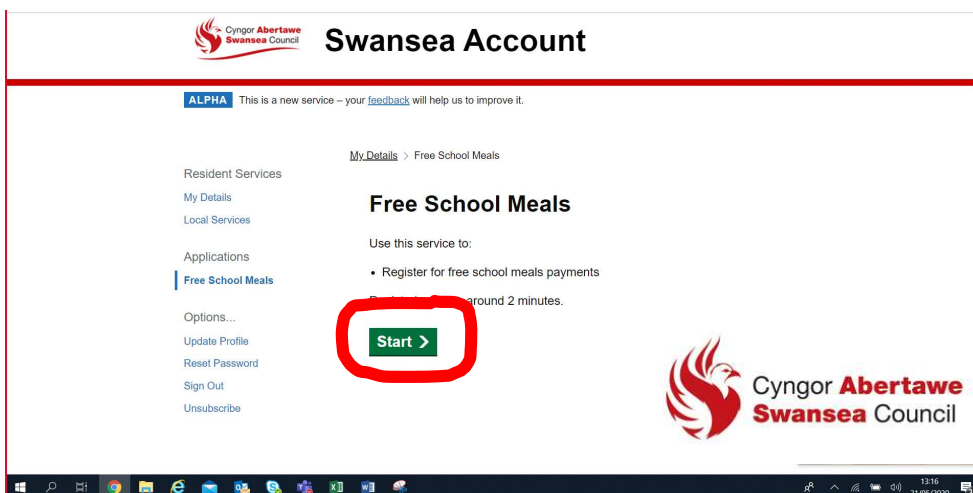 Cyngor Abertawe
Swansea Council
Swansea Account
ALPHA This is a new service – your feedback will help us to improve it.
My Details > Free School Meals
Resident Services
My Details
Local Services
Applications
Free School Meals
Options...
Update Profile
Reset Password
Sign Out
Unsubscribe
Free School Meals
Use this service to:
• Register for free school meals payments
around 2 minutes.
Start >
Cyngor Abertawe
Swansea Council
13:16